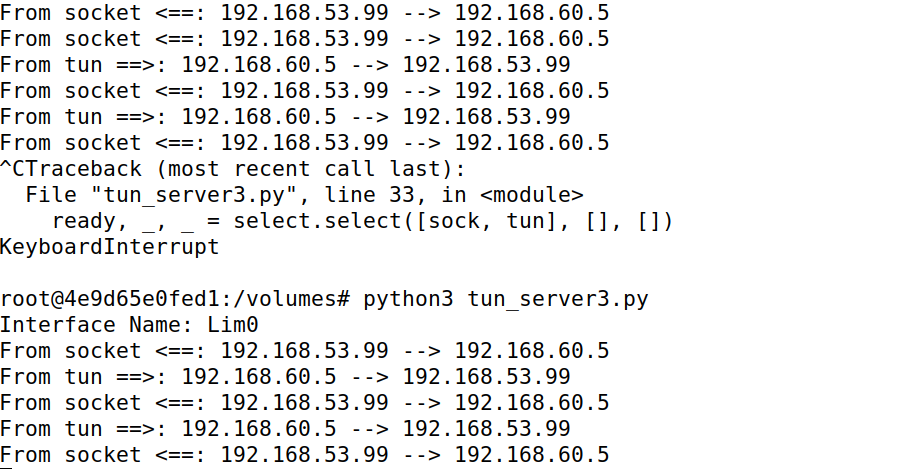 From socket <==: 192.168.53.99 --> 192.168.60.5
From socket <==: 192.168.53.99 --> 192.168.60.5
From tun ==>: 192.168.60.5 --> 192.168.53.99
From socket <==: 192.168.53.99 --> 192.168.60.5
From tun ==>: 192.168.60.5 --> 192.168.53.99
From socket <==: 192.168.53.99 --> 192.168.60.5
^CTraceback (most recent call last):
  File "tun_server3.py", line 33, in <module>
    ready, _, _ = select.select([sock, tun], [], [])
KeyboardInterrupt

root@4e9d65e0fed1:/volumes# python3 tun_server3.py
Interface Name: Lim0
From socket <==: 192.168.53.99 --> 192.168.60.5
From tun ==>: 192.168.60.5 --> 192.168.53.99
From socket <==: 192.168.53.99 --> 192.168.60.5
From tun ==>: 192.168.60.5 --> 192.168.53.99
From socket <==: 192.168.53.99 --> 192.168.60.5